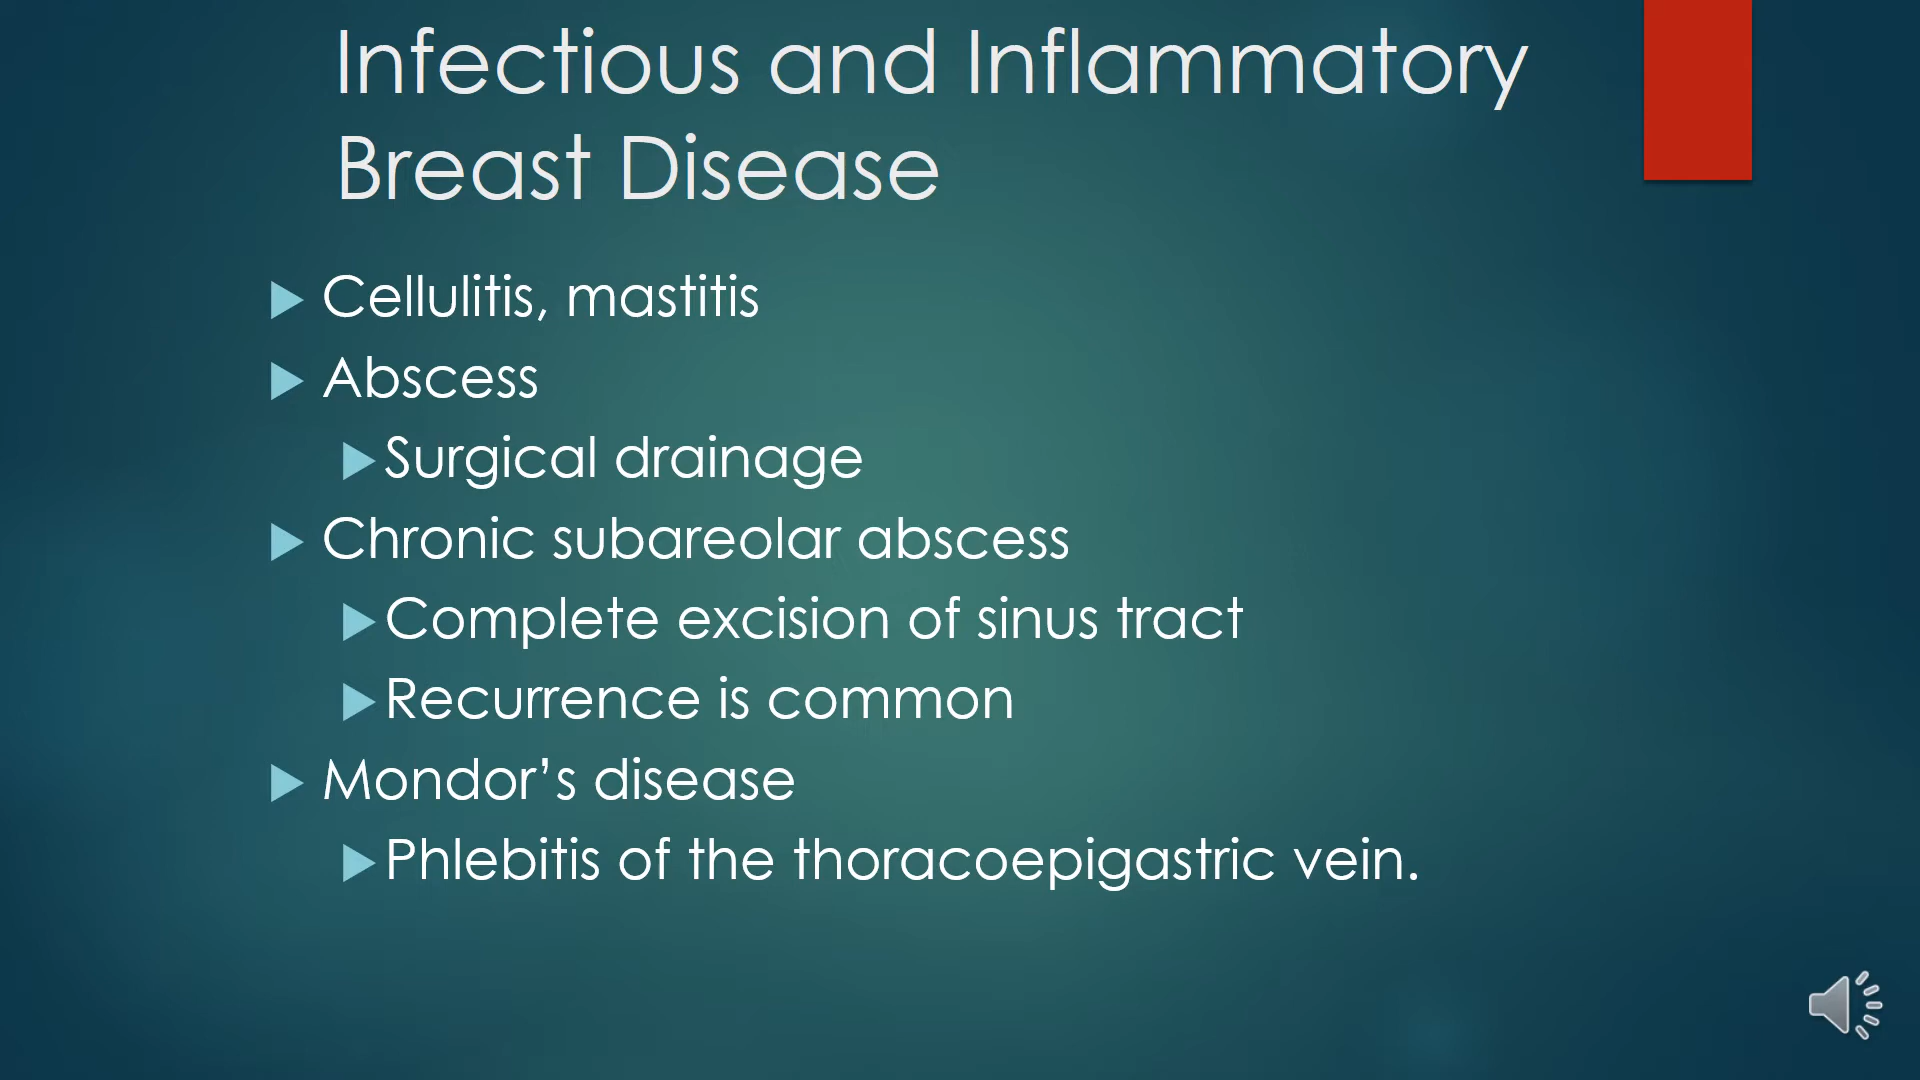 Infectious and Inflammatory
Breast Disease
Cellulitis, mastitis
Abscess
Surgical drainage
Chronic subareolar abscess
Complete excision of sinus tract
Recurrence is common
Mondor’s disease
Phlebitis of the thoracoepigastric vein.